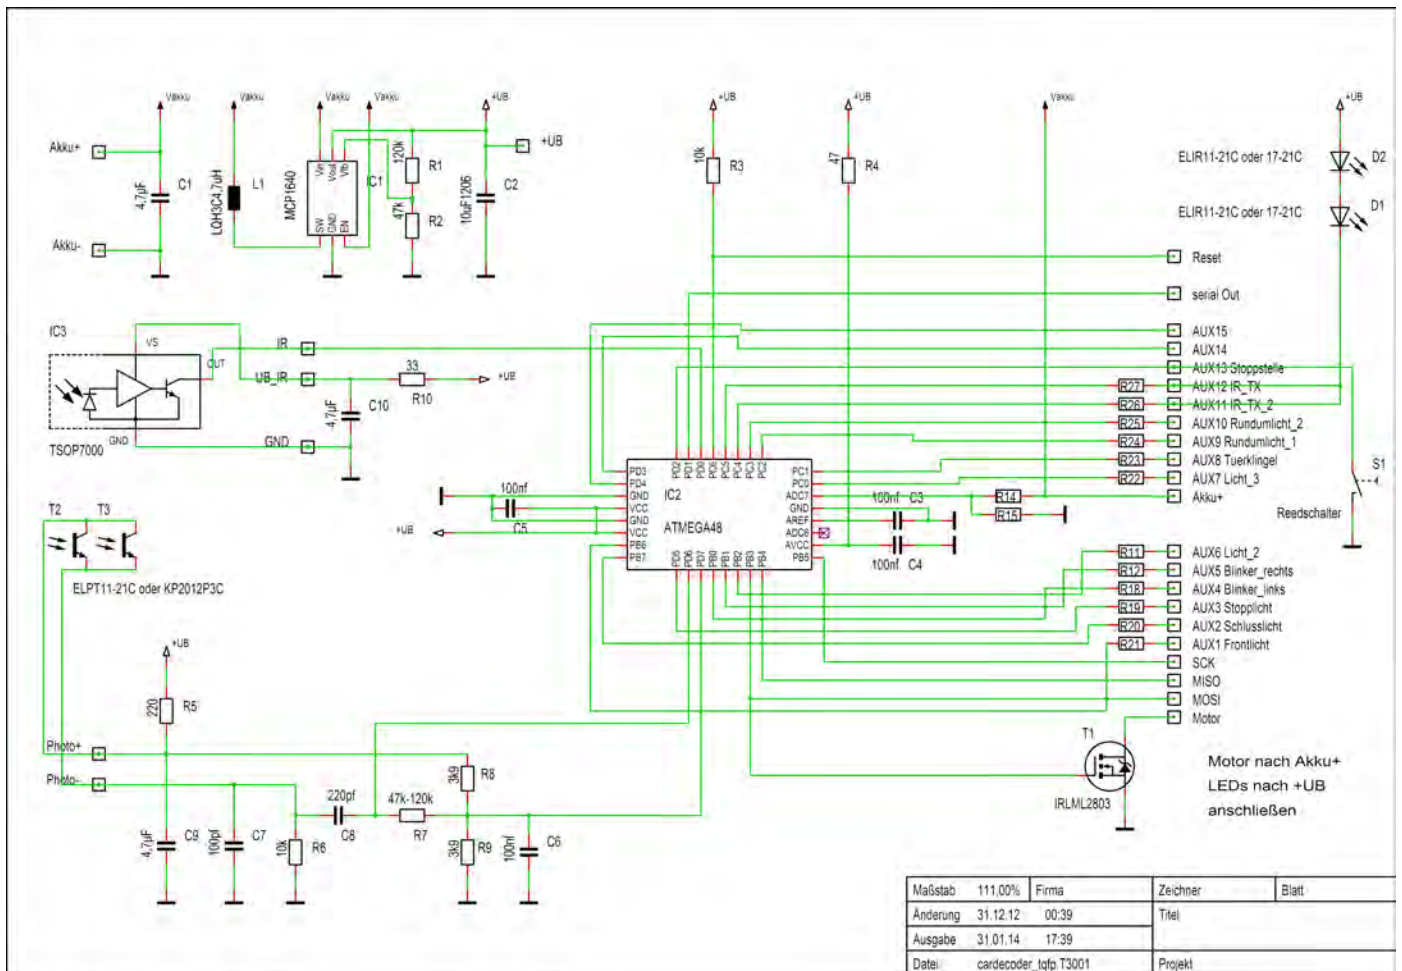 Vakku
Vakku
Vakku
Vakku
+UB
+UB
+UB
Vakku
+UB
Akku+
4,7µF
C1
LQH3C4,7uH
L1
MCP1640
Vin
Vout
Vfb
SW
GND
EN
IC1
120k
R1
47k
R2
10uF1206
C2
+UB
Akku-
10k
R3
47
R4
ELIR11-21C oder 17-21C
D2
ELIR11-21C oder 17-21C
D1
Reset
serial Out
IC3
VS
OUT
GND
TSOP7000
IR
UB_IR
GND
33
R10
+UB
4,7µF
C10
AUX15
AUX14
AUX13 Stoppstelle
R27
AUX12 IR_TX
R26
AUX11 IR_TX_2
R25
AUX10 Rundumlicht_2
R24
AUX9 Rundumlicht_1
R23
AUX8 Tuerklingel
R22
AUX7 Licht_3
R14
Akku+
R15
S1
Reedschalter
PD2
PD1
PD0
PC6
PC5
PC4
PC3
PC2
PD3
PD4
GND
VCC
GND
VCC
PB6
PB7
IC2
ATMEGA48
PC1
PC0
ADC7
GND
AREF
ADC6
AVCC
PB5
PD5
PD6
PD7
PB0
PB1
PB2
PB3
PB4
100nf
C5
+UB
100nf
C3
100nf
C4
T2
T3
ELPT11-21C oder KP2012P3C
R11
AUX6 Licht_2
R12
AUX5 Blinker_rechts
R18
AUX4 Blinker_links
R19
AUX3 Stopplicht
R20
AUX2 Schlusslicht
R21
AUX1 Frontlicht
SCK
MISO
MOSI
Motor
+UB
220
R5
Photo+
Photo-
4,7µF
C9
100pf
C7
10k
R6
220pf
C8
47k-120k
R7
3k9
R8
3k9
R9
100nf
C6
T1
IRLML2803
Motor nach Akku+
LEDs nach +UB
anschließen
Maßstab 111,00% Firma Zeichner Blatt
Änderung 31.12.12 00:39 Titel
Ausgabe 31.01.14 17:39
Datei cardecoder_tqfp.T3001 Projekt